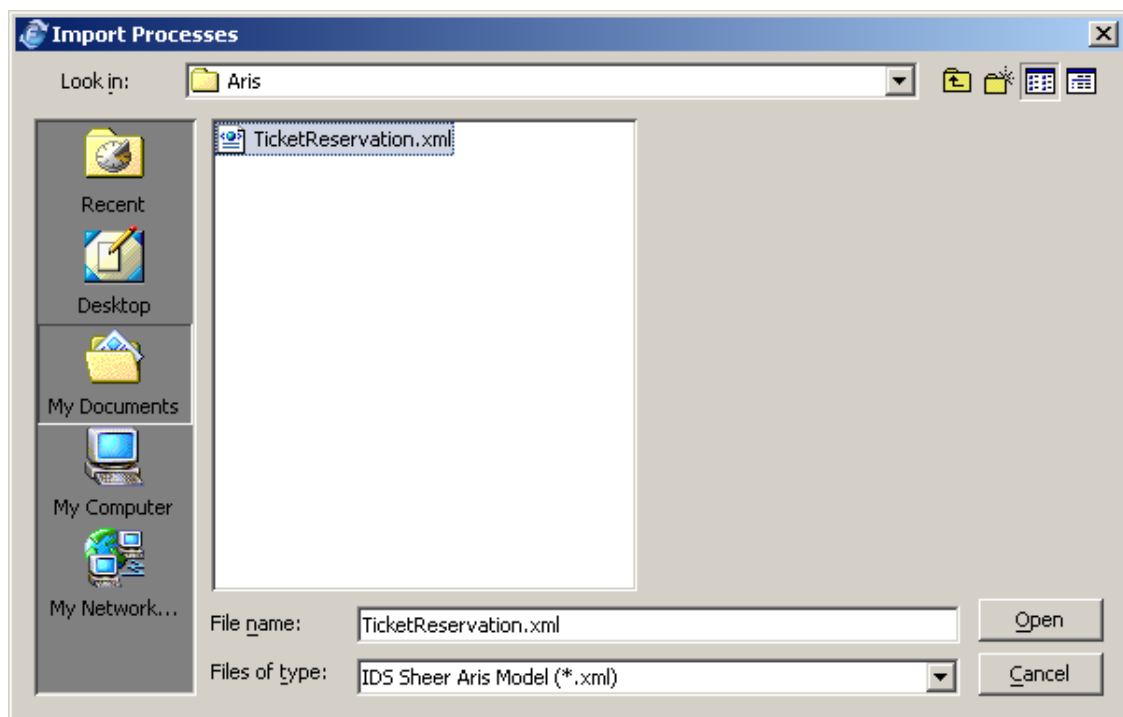 Import Processes
Look in: Aris
TicketReservation.xml
Recent
Desktop
My Documents
My Computer
My Network...
File name: TicketReservation.xml Open
Files of type: IDS Sheer Aris Model (*.xml) Cancel